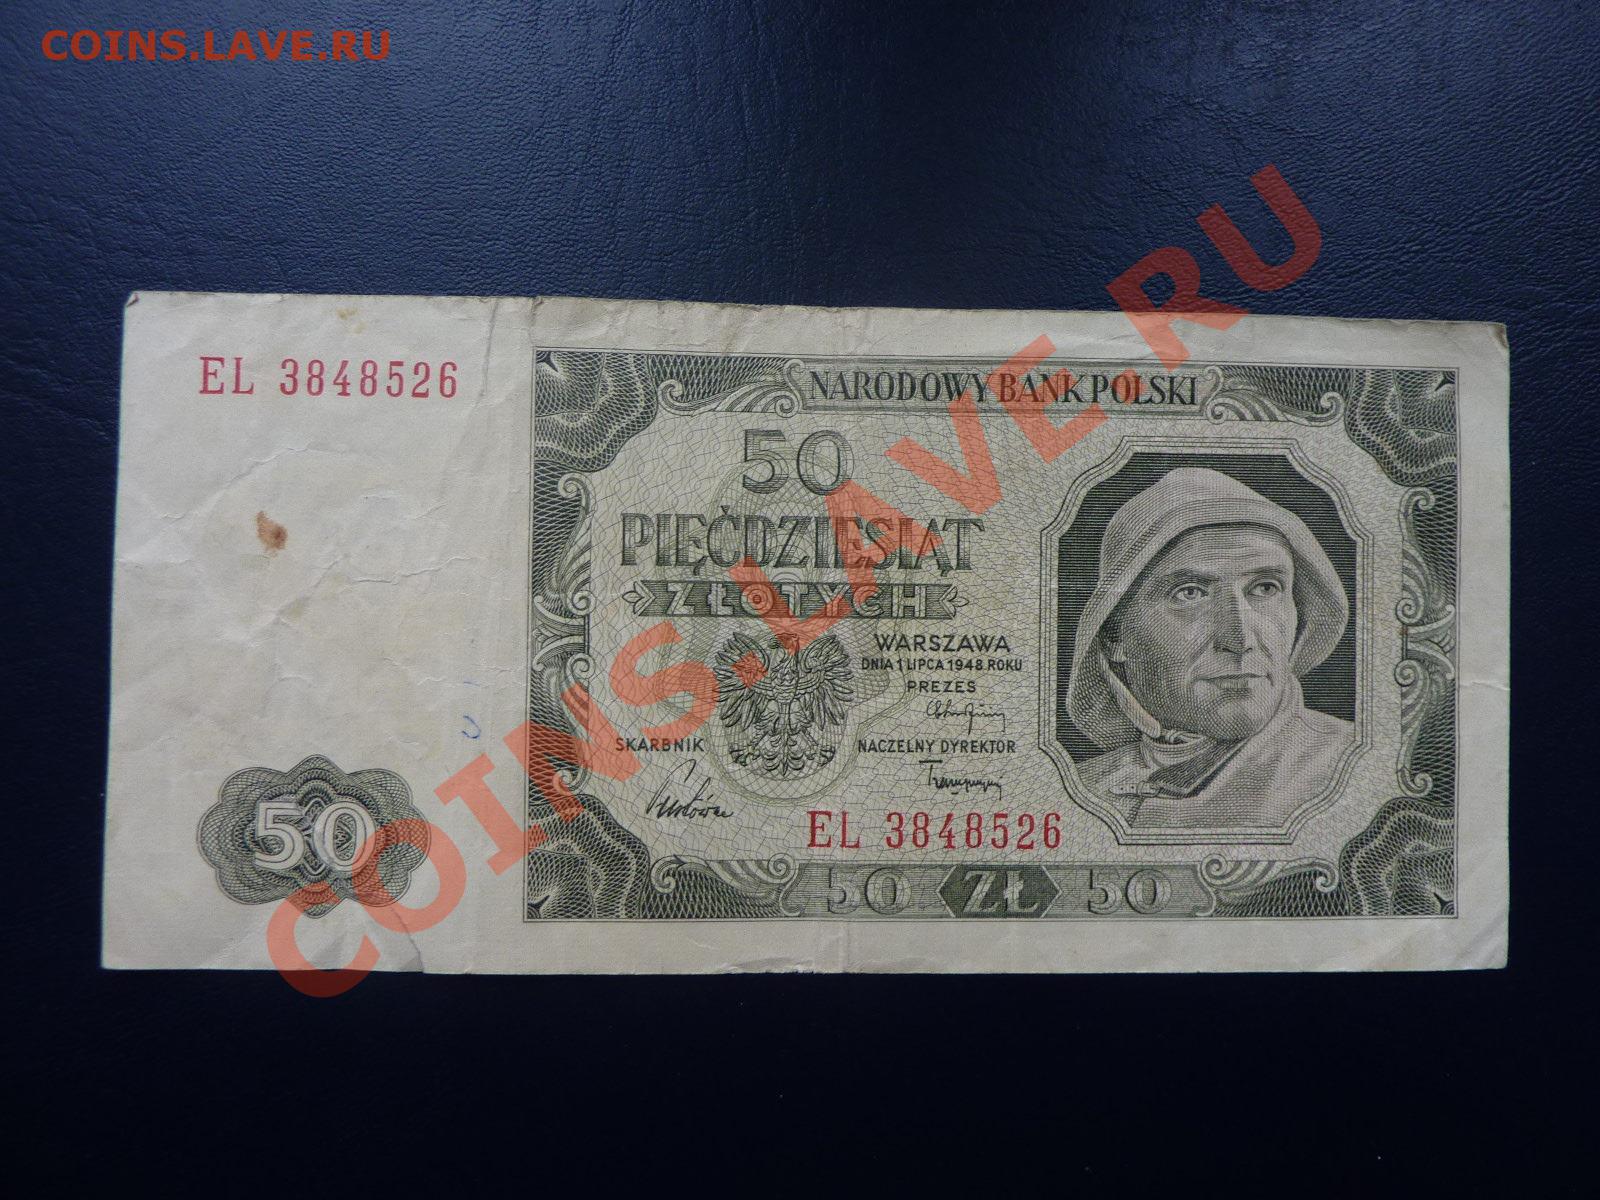 COINS.LAVE.RU
EL 3848526
NARODOWY BANK POLSKI
50
PIĘĆDZIESIĄT
ZŁOTYCH
WARSZAWA
DNIA 1 LIPCA 1948 ROKU
PREZES
SKARBNIK
NACZELNY DYREKTOR
EL 3848526
50
50 ZŁ 50
COINS.LAVE.RU